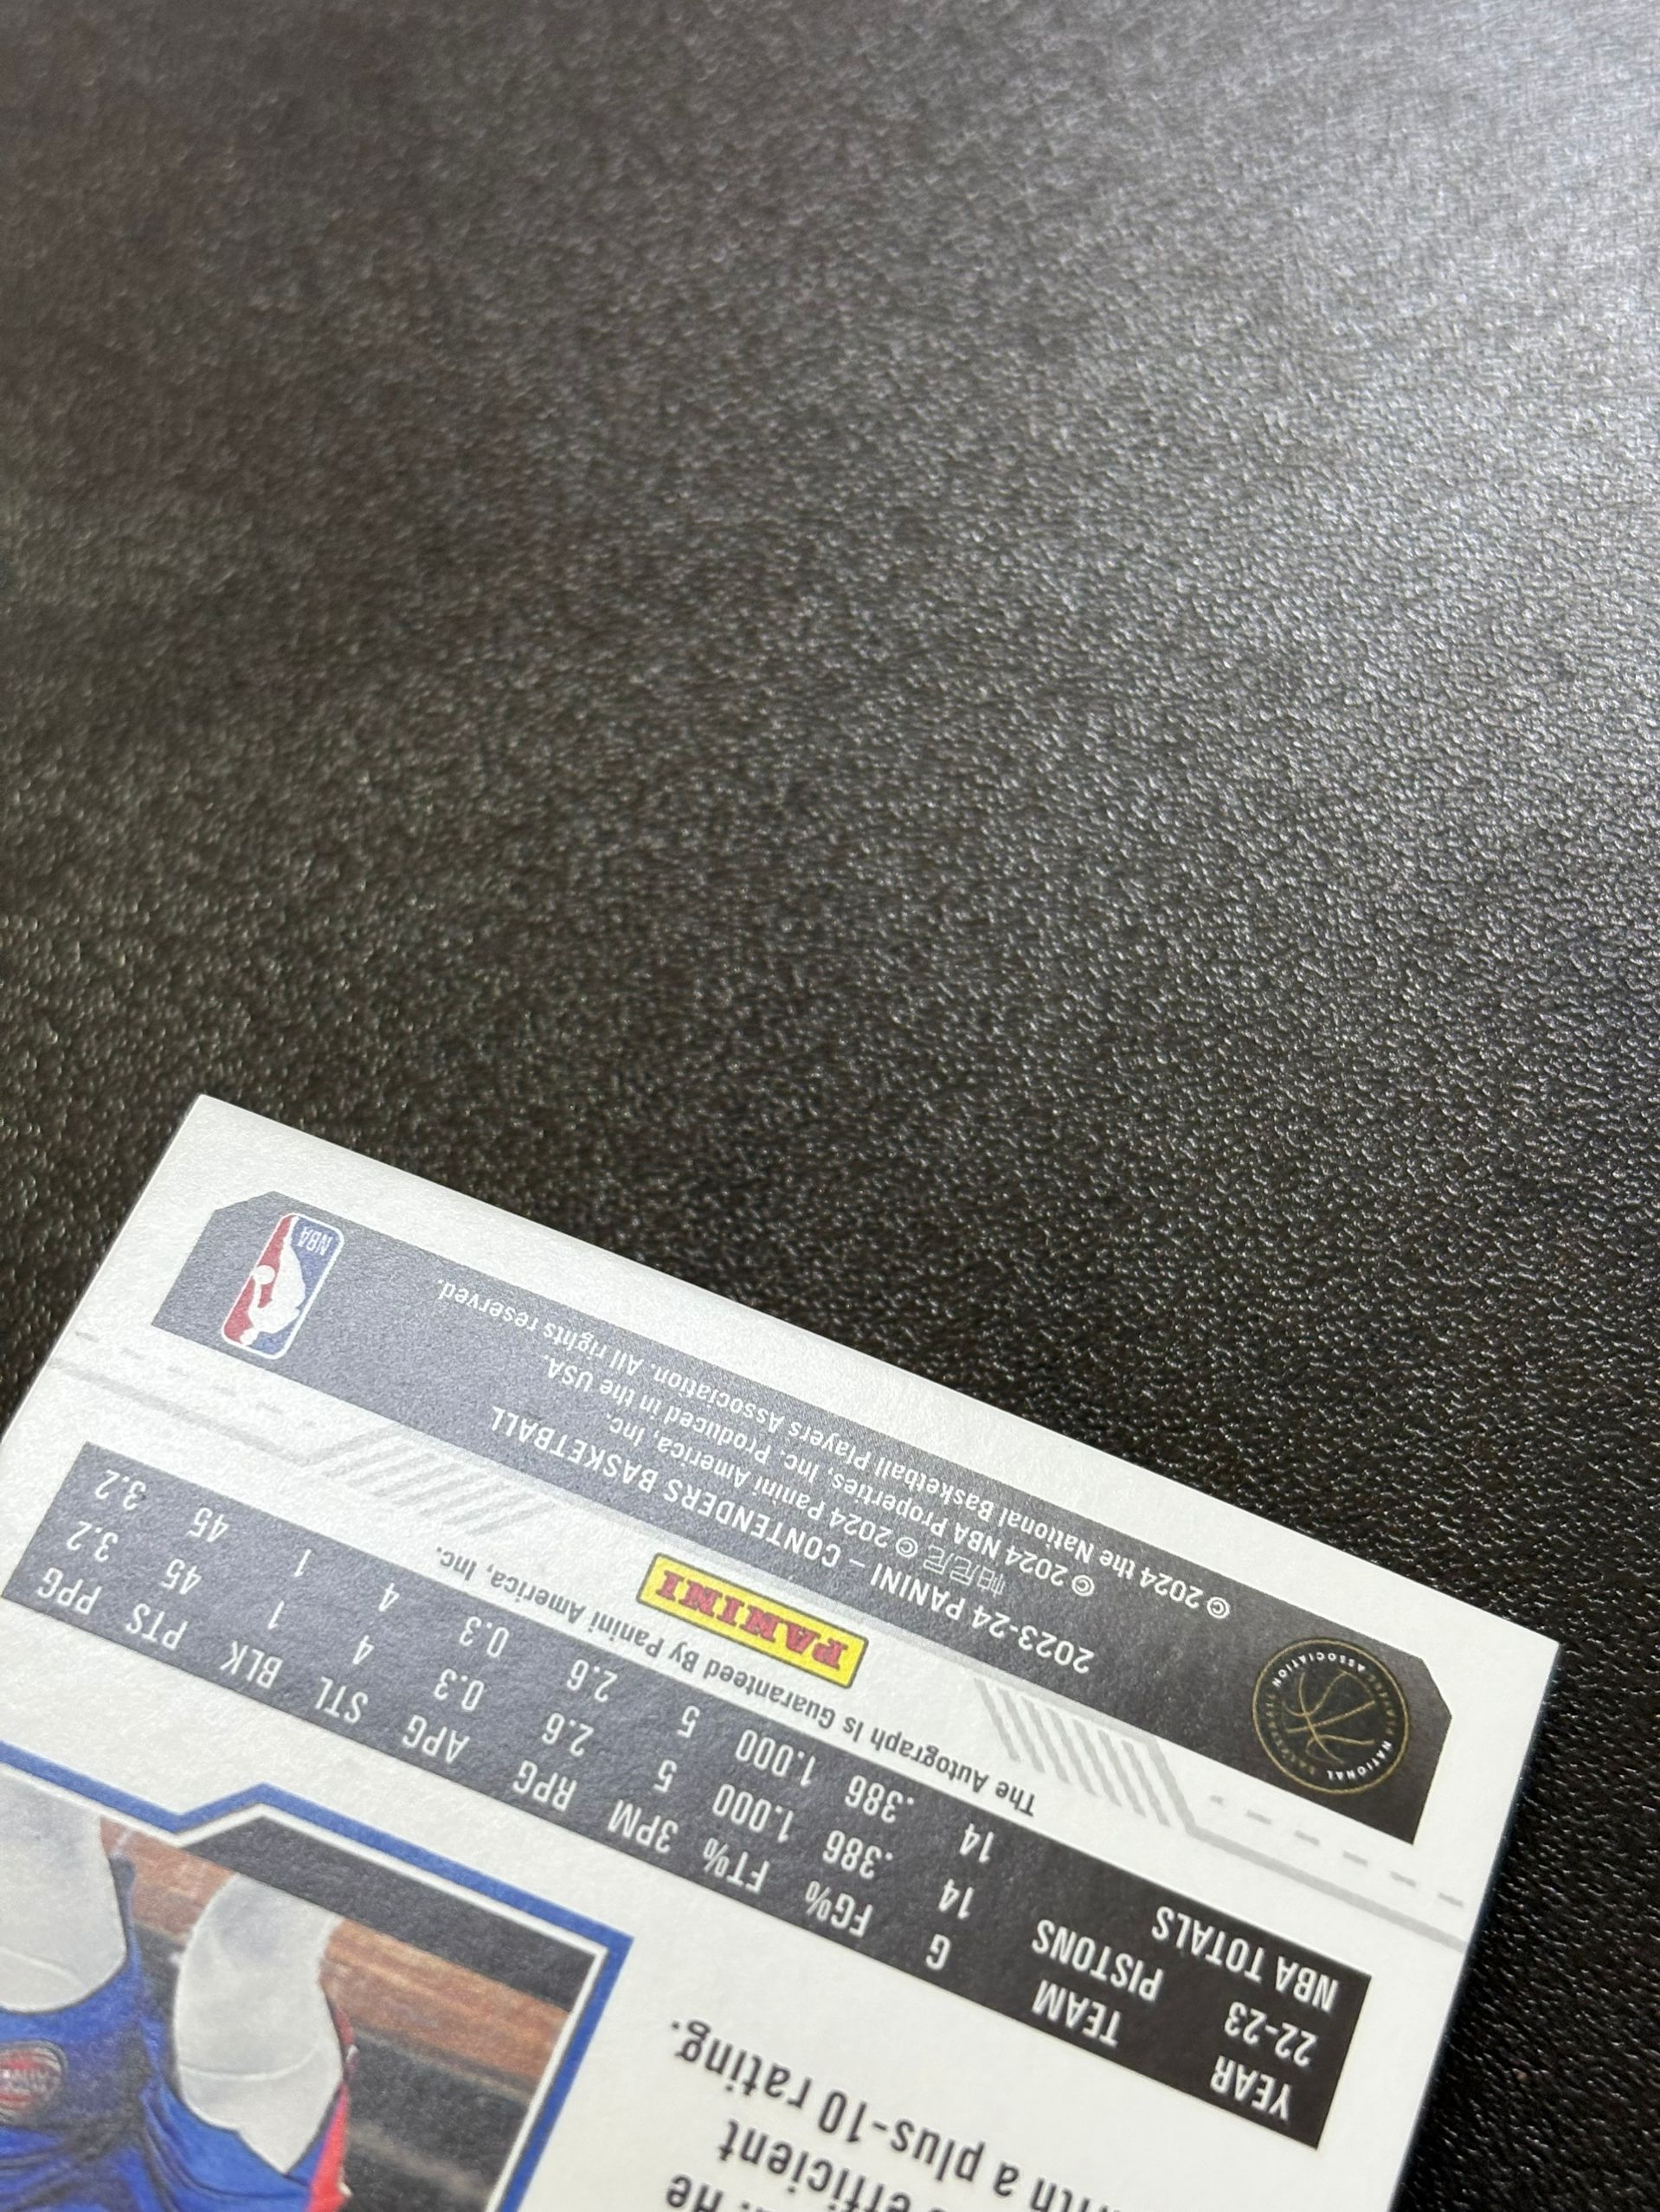 efficient
with a plus-10 rating.
YEAR TEAM G FG% FT% 3PM RPG APG STL BLK PTS PPG
22-23 PISTONS 14 .386 1.000 5 2.6 0.3 4 1 45 3.2
NBA TOTALS 14 .386 1.000 5 2.6 0.3 4 1 45 3.2
The Autograph Is Guaranteed By Panini America, Inc.
PANINI
2023-24 PANINI – CONTENDERS BASKETBALL
帕尼尼 © 2024 Panini America, Inc.
© 2024 NBA Properties, Inc. Produced in the USA.
© 2024 the National Basketball Players Association. All rights reserved.
NATIONAL BASKETBALL PLAYERS ASSOCIATION
NBA